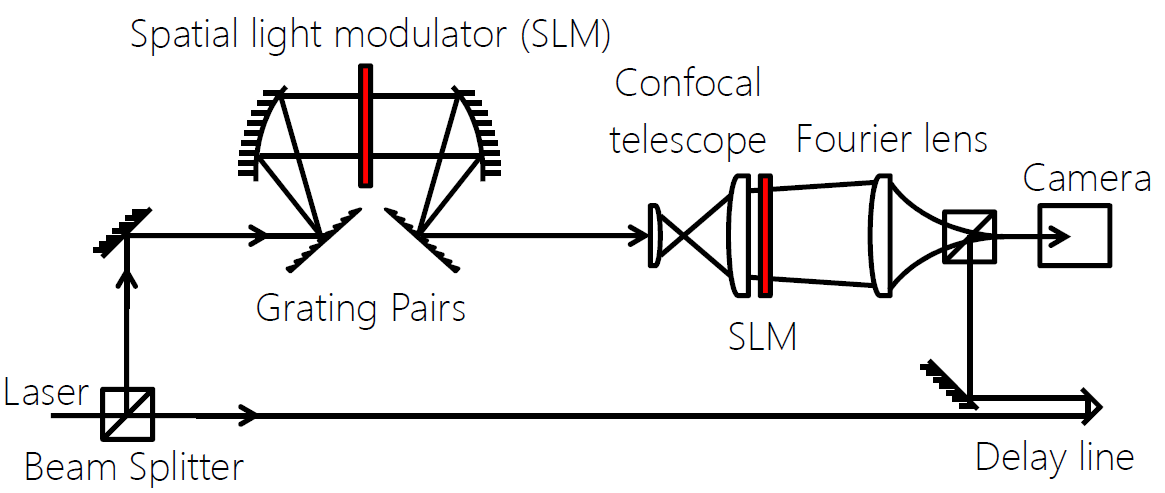 Spatial light modulator (SLM)
Confocal
telescope
Fourier lens
Camera
Grating Pairs
SLM
Laser
Beam Splitter
Delay line